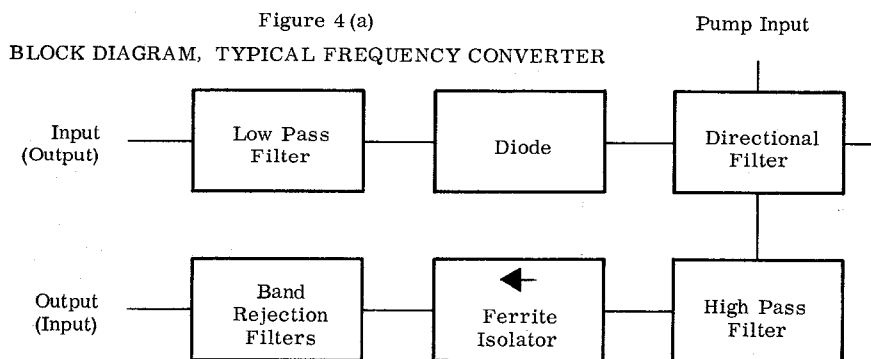 Figure 4 (a)
BLOCK DIAGRAM, TYPICAL FREQUENCY CONVERTER
Pump Input
Input
(Output)
Low Pass
Filter
Diode
Directional
Filter
Output
(Input)
Band
Rejection
Filters
Ferrite
Isolator
High Pass
Filter